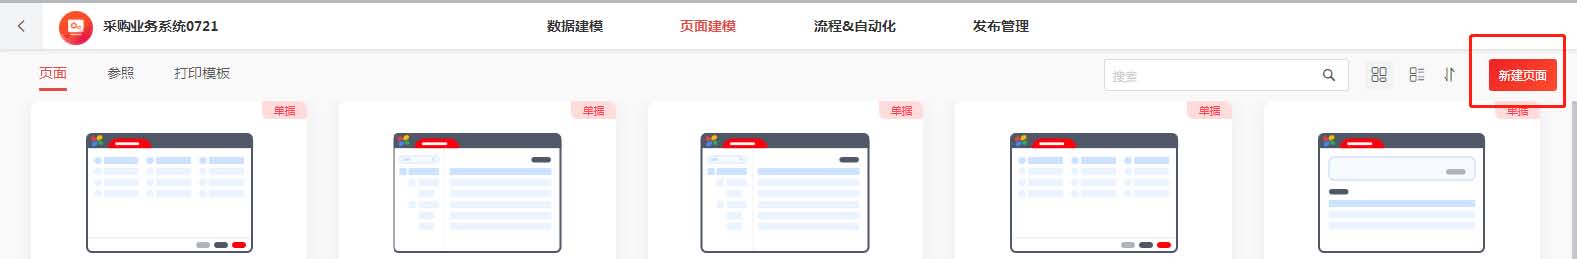 采购业务系统0721 数据建模 页面建模 流程&自动化 发布管理
页面 参照 打印模板 搜索 新建页面
单据 单据 单据 单据 单据